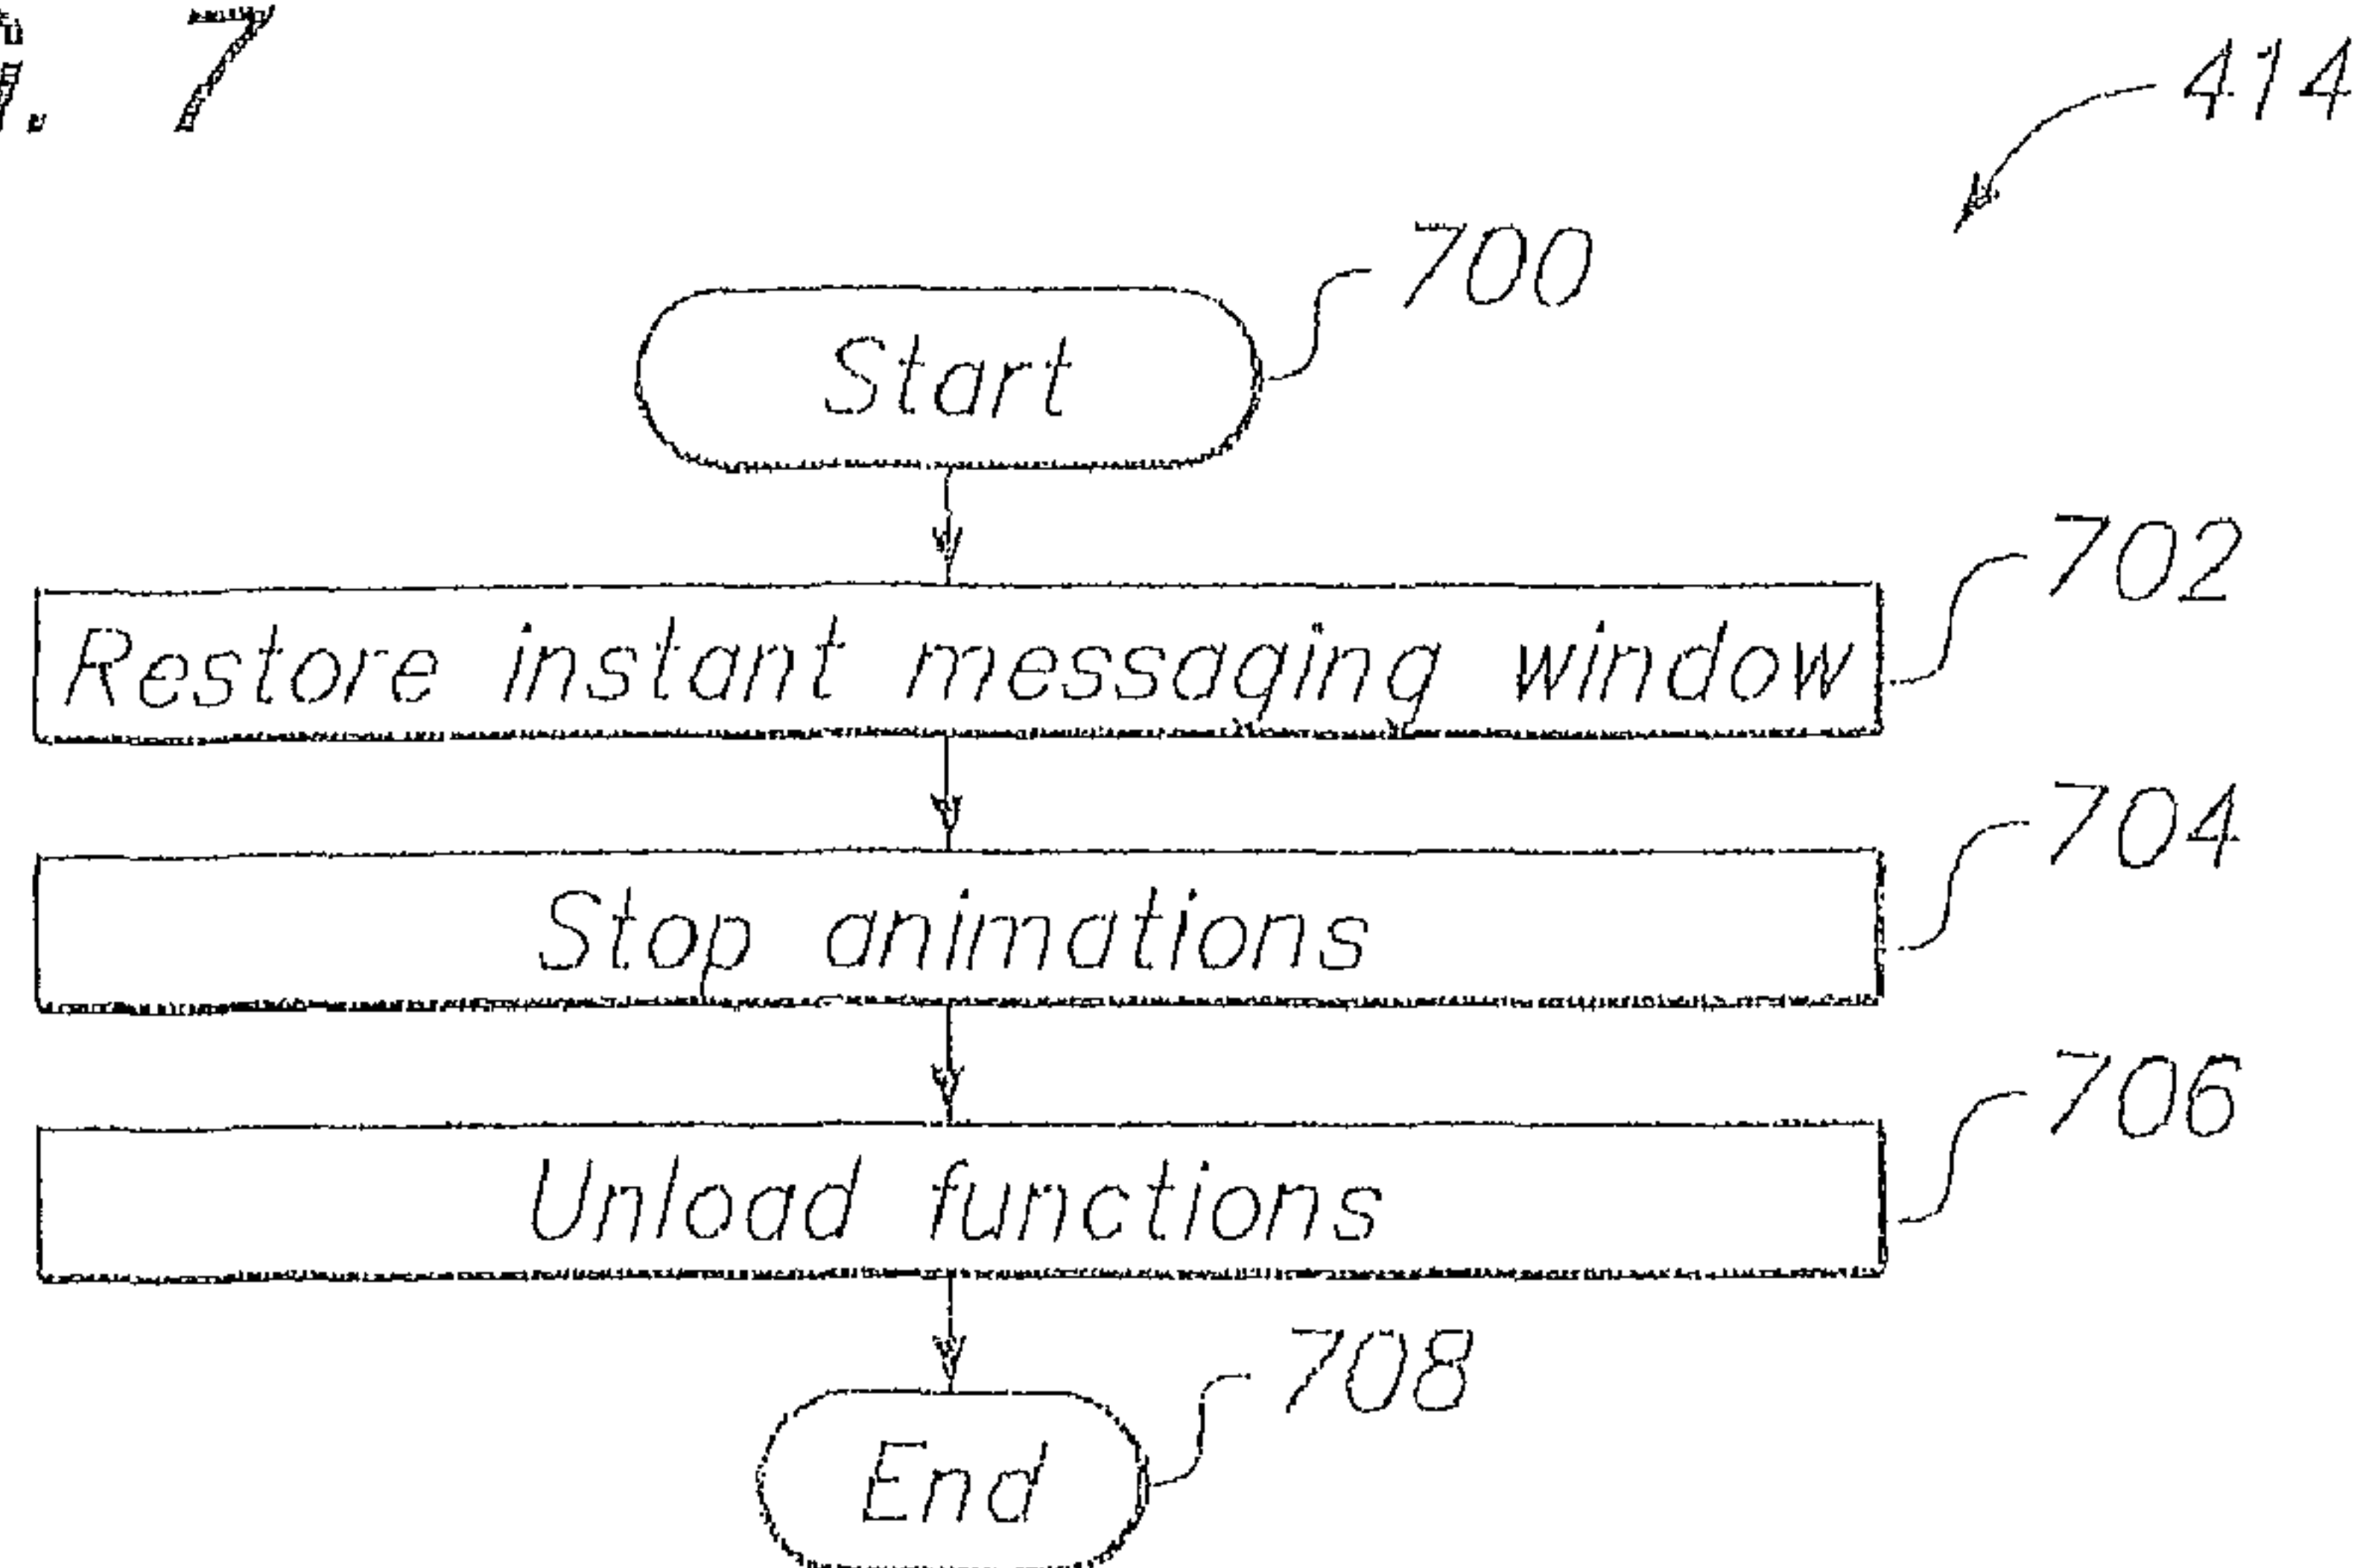 7
414
700
Start
702
Restore instant messaging window
704
Stop animations
706
Unload functions
708
End